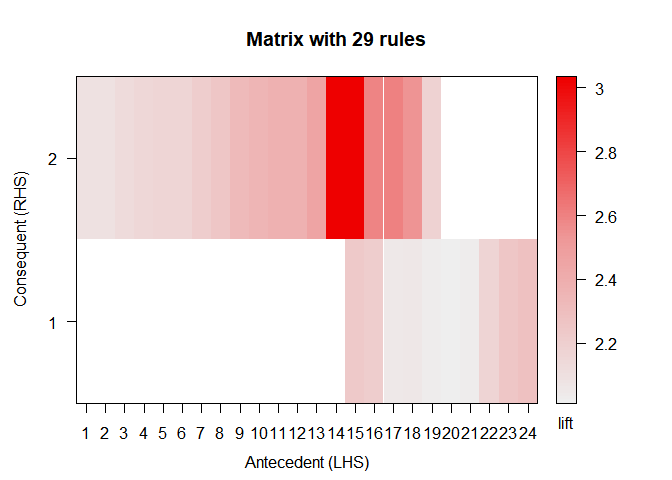 Matrix with 29 rules
Consequent (RHS)
2
1
1 2 3 4 5 6 7 8 9 10 11 12 13 14 15 16 17 18 19 20 21 22 23 24
Antecedent (LHS)
3
2.8
2.6
2.4
2.2
lift